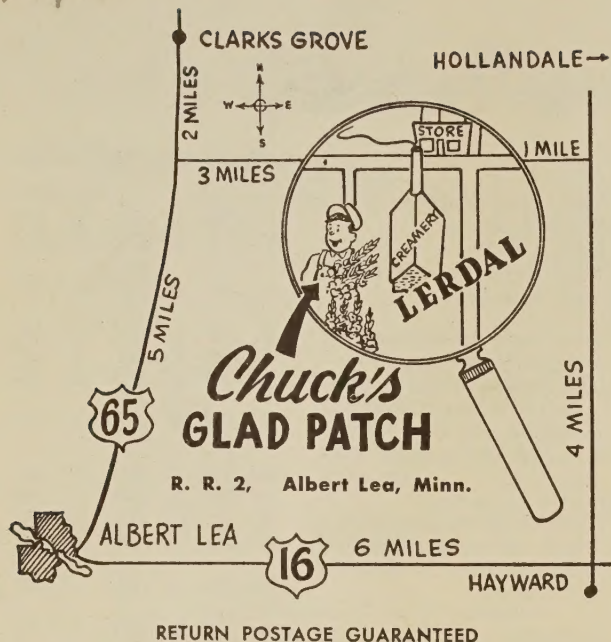 CLARKS GROVE
HOLLANDALE→
2 MILES
N
W E
S
STORE
1 MILE
3 MILES
CREAMERY
LERDAL
5 MILES
Chuck's
65
GLAD PATCH
4 MILES
R. R. 2, Albert Lea, Minn.
ALBERT LEA
16
6 MILES
HAYWARD
RETURN POSTAGE GUARANTEED